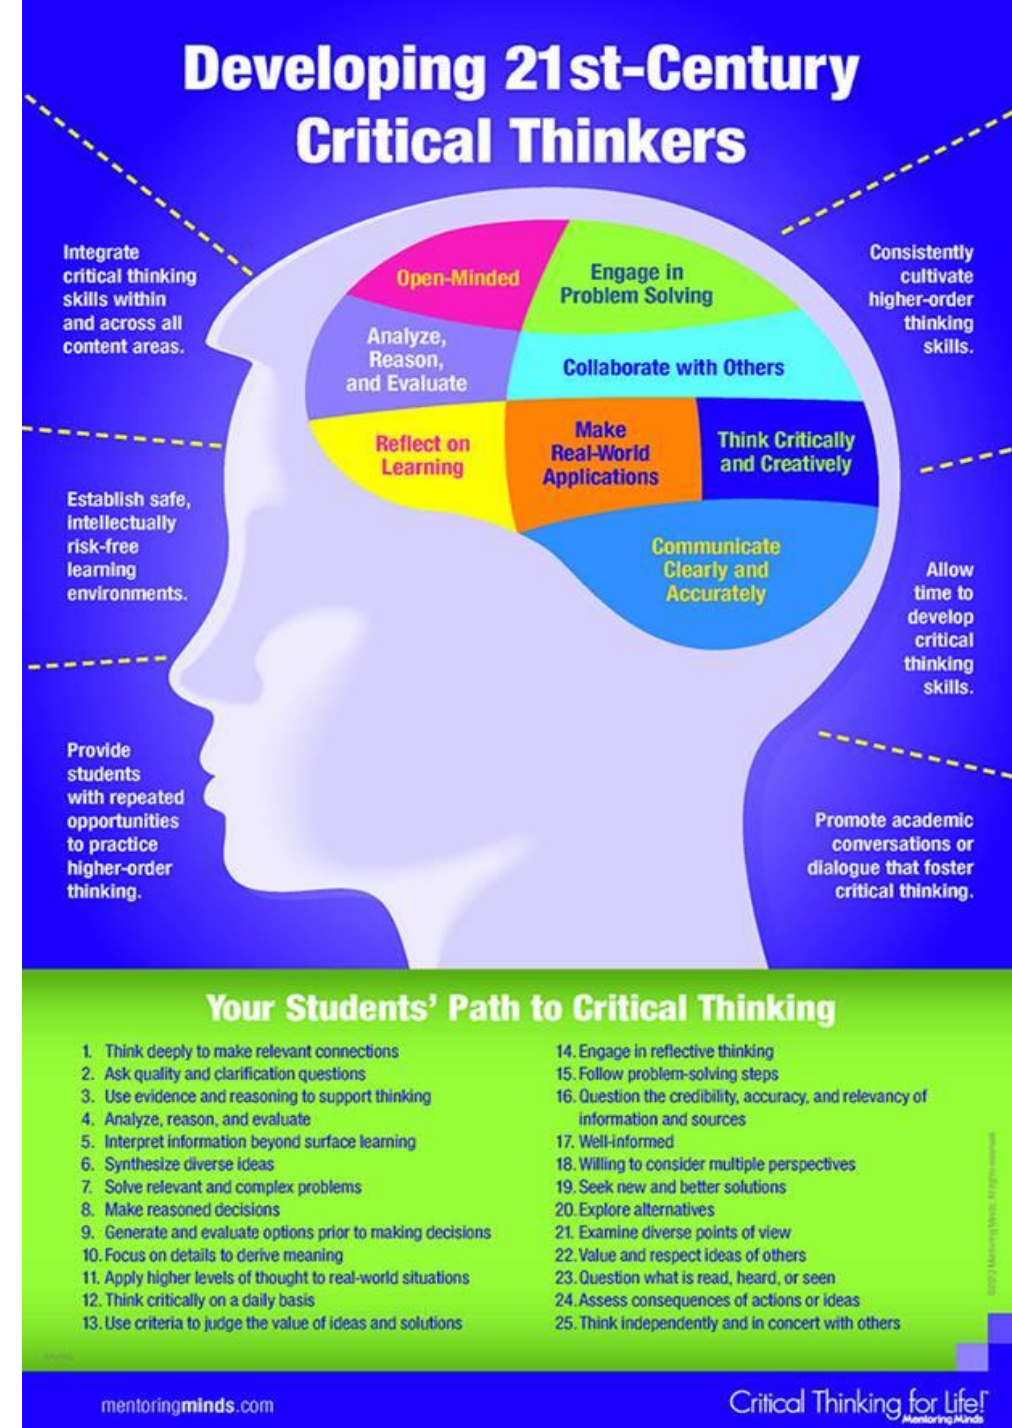 Developing 21st-Century
Critical Thinkers
Integrate
critical thinking
skills within
and across all
content areas.
Consistently
cultivate
higher-order
thinking
skills.
Open-Minded
Engage in
Problem Solving
Analyze,
Reason,
and Evaluate
Collaborate with Others
Reflect on
Learning
Make
Real-World
Applications
Think Critically
and Creatively
Communicate
Clearly and
Accurately
Establish safe,
intellectually
risk-free
learning
environments.
Allow
time to
develop
critical
thinking
skills.
Provide
students
with repeated
opportunities
to practice
higher-order
thinking.
Promote academic
conversations or
dialogue that foster
critical thinking.
Your Students' Path to Critical Thinking
1. Think deeply to make relevant connections
2. Ask quality and clarification questions
3. Use evidence and reasoning to support thinking
4. Analyze, reason, and evaluate
5. Interpret information beyond surface learning
6. Synthesize diverse ideas
7. Solve relevant and complex problems
8. Make reasoned decisions
9. Generate and evaluate options prior to making decisions
10. Focus on details to derive meaning
11. Apply higher levels of thought to real-world situations
12. Think critically on a daily basis
13. Use criteria to judge the value of ideas and solutions
14. Engage in reflective thinking
15. Follow problem-solving steps
16. Question the credibility, accuracy, and relevancy of
information and sources
17. Well-informed
18. Willing to consider multiple perspectives
19. Seek new and better solutions
20. Explore alternatives
21. Examine diverse points of view
22. Value and respect ideas of others
23. Question what is read, heard, or seen
24. Assess consequences of actions or ideas
25. Think independently and in concert with others
Mentoring Minds. All rights reserved.
mentoringminds.com
Critical Thinking for Life!
Mentoring Minds